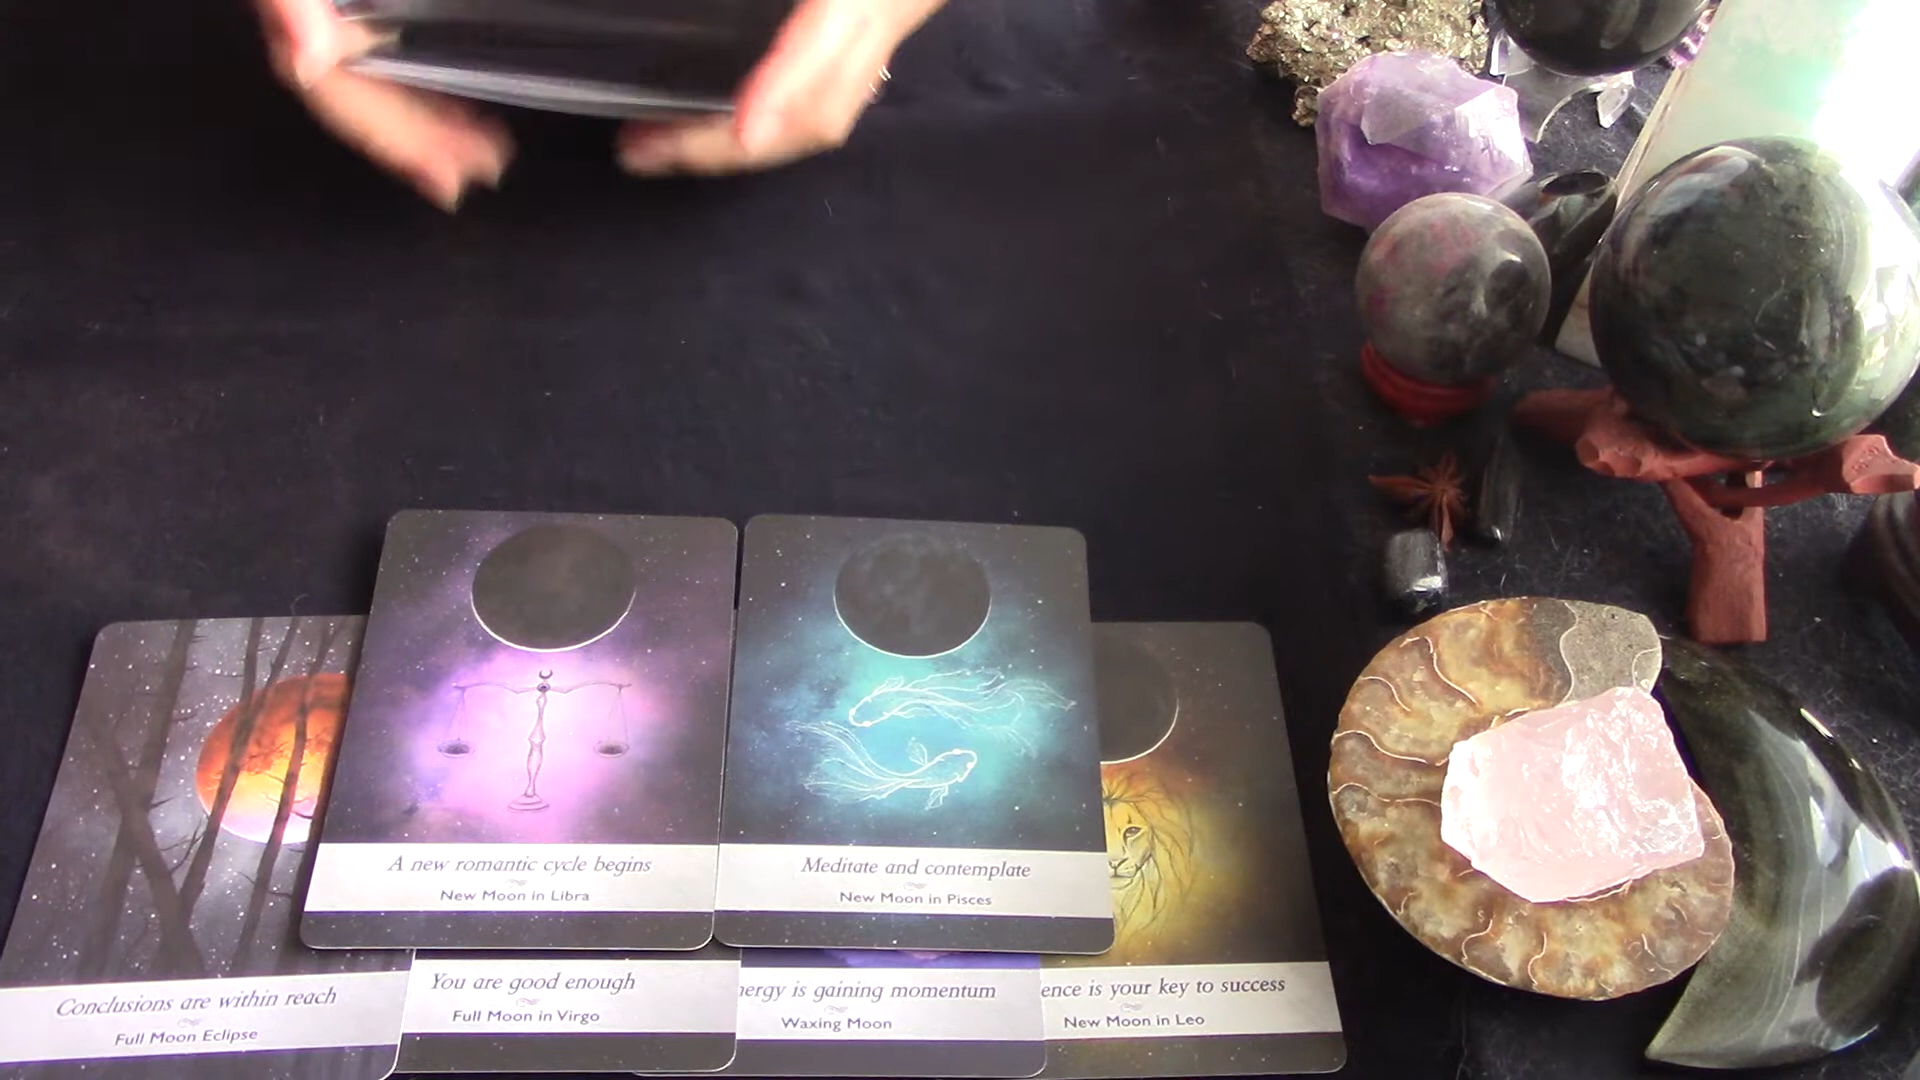 A new romantic cycle begins
New Moon in Libra
Meditate and contemplate
New Moon in Pisces
Conclusions are within reach
Full Moon Eclipse
You are good enough
Full Moon in Virgo
is gaining momentum
Waxing Moon
is your key to success
New Moon in Leo